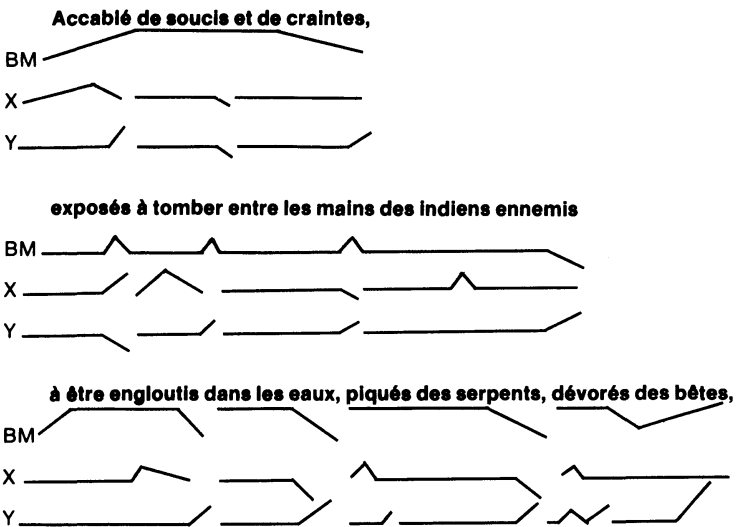 Accablé de soucis et de craintes,
BM
X
Y
exposés à tomber entre les mains des indiens ennemis
BM
X
Y
à être engloutis dans les eaux, piqués des serpents, dévorés des bêtes,
BM
X
Y